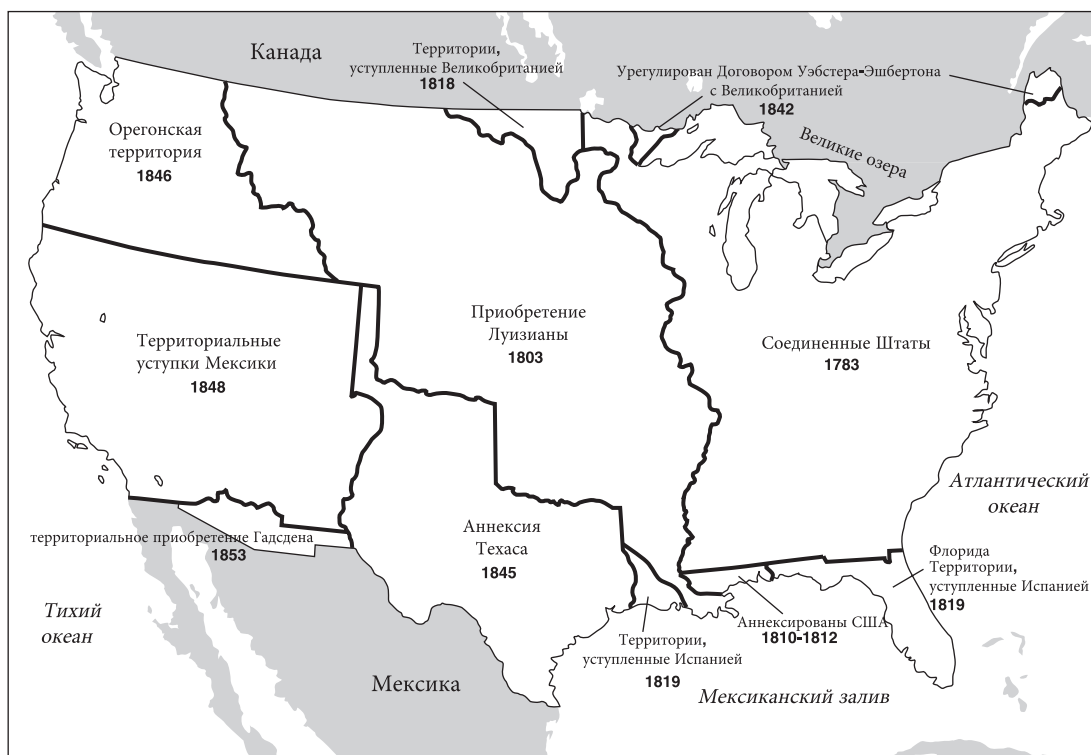 Канада
Территории,
уступленные Великобританией
1818
Урегулирован Договором Уэбстера-Эшбертона
с Великобританией
1842
Великие озера
Орегонская
территория
1846
Приобретение
Луизианы
1803
Территориальные
уступки Мексики
1848
Соединенные Штаты
1783
Атлантический
океан
Аннексия
Техаса
1845
территориальное приобретение Гадсдена
1853
Флорида
Территории,
уступленные Испанией
1819
Тихий
океан
Аннексированы США
1810-1812
Территории,
уступленные Испанией
1819
Мексика
Мексиканский залив